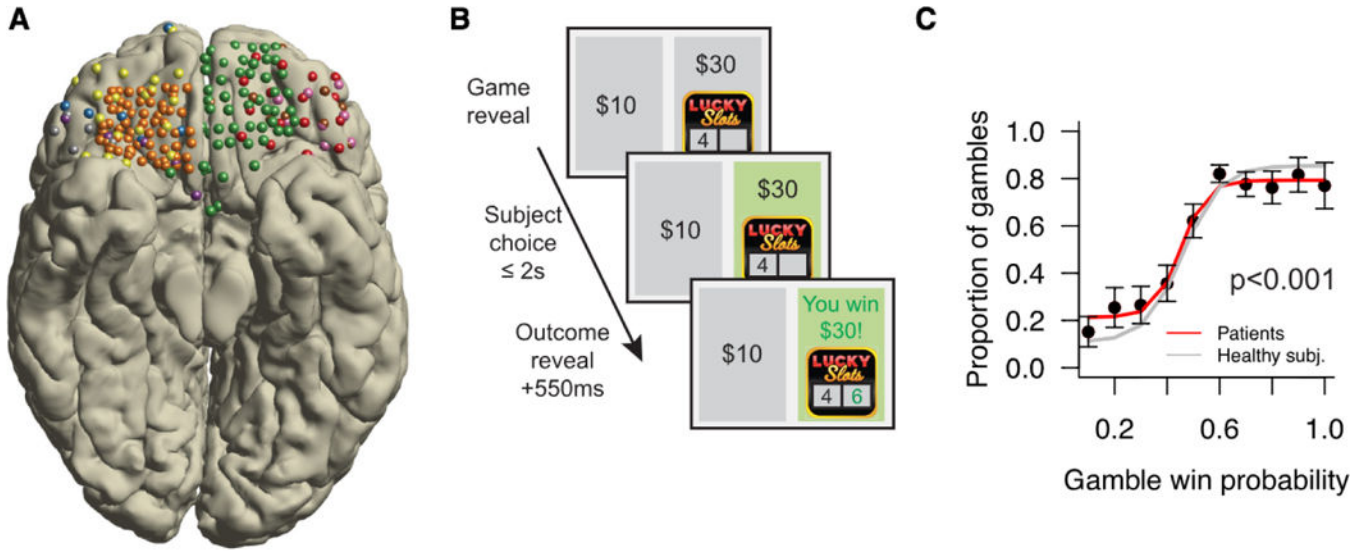 A
B
C
Game
reveal
$10
$30
LUCKY
Slots
4
Subject
choice
≤ 2s
$10
$30
LUCKY
Slots
4
Outcome
reveal
+550ms
$10
You win
$30!
LUCKY
Slots
4 6
Proportion of gambles
1.0
0.8
0.6
0.4
0.2
0.0
p<0.001
Patients
Healthy subj.
0.2 0.6 1.0
Gamble win probability